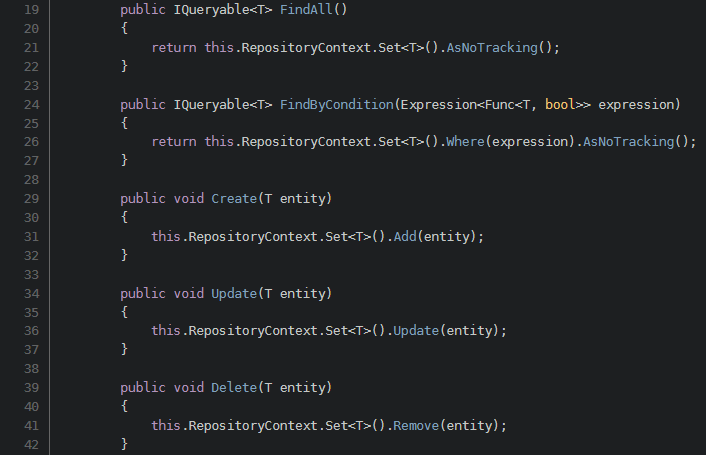 19 public IQueryable<T> FindAll()
20 {
21 return this.RepositoryContext.Set<T>().AsNoTracking();
22 }
23
24 public IQueryable<T> FindByCondition(Expression<Func<T, bool>> expression)
25 {
26 return this.RepositoryContext.Set<T>().Where(expression).AsNoTracking();
27 }
28
29 public void Create(T entity)
30 {
31 this.RepositoryContext.Set<T>().Add(entity);
32 }
33
34 public void Update(T entity)
35 {
36 this.RepositoryContext.Set<T>().Update(entity);
37 }
38
39 public void Delete(T entity)
40 {
41 this.RepositoryContext.Set<T>().Remove(entity);
42 }